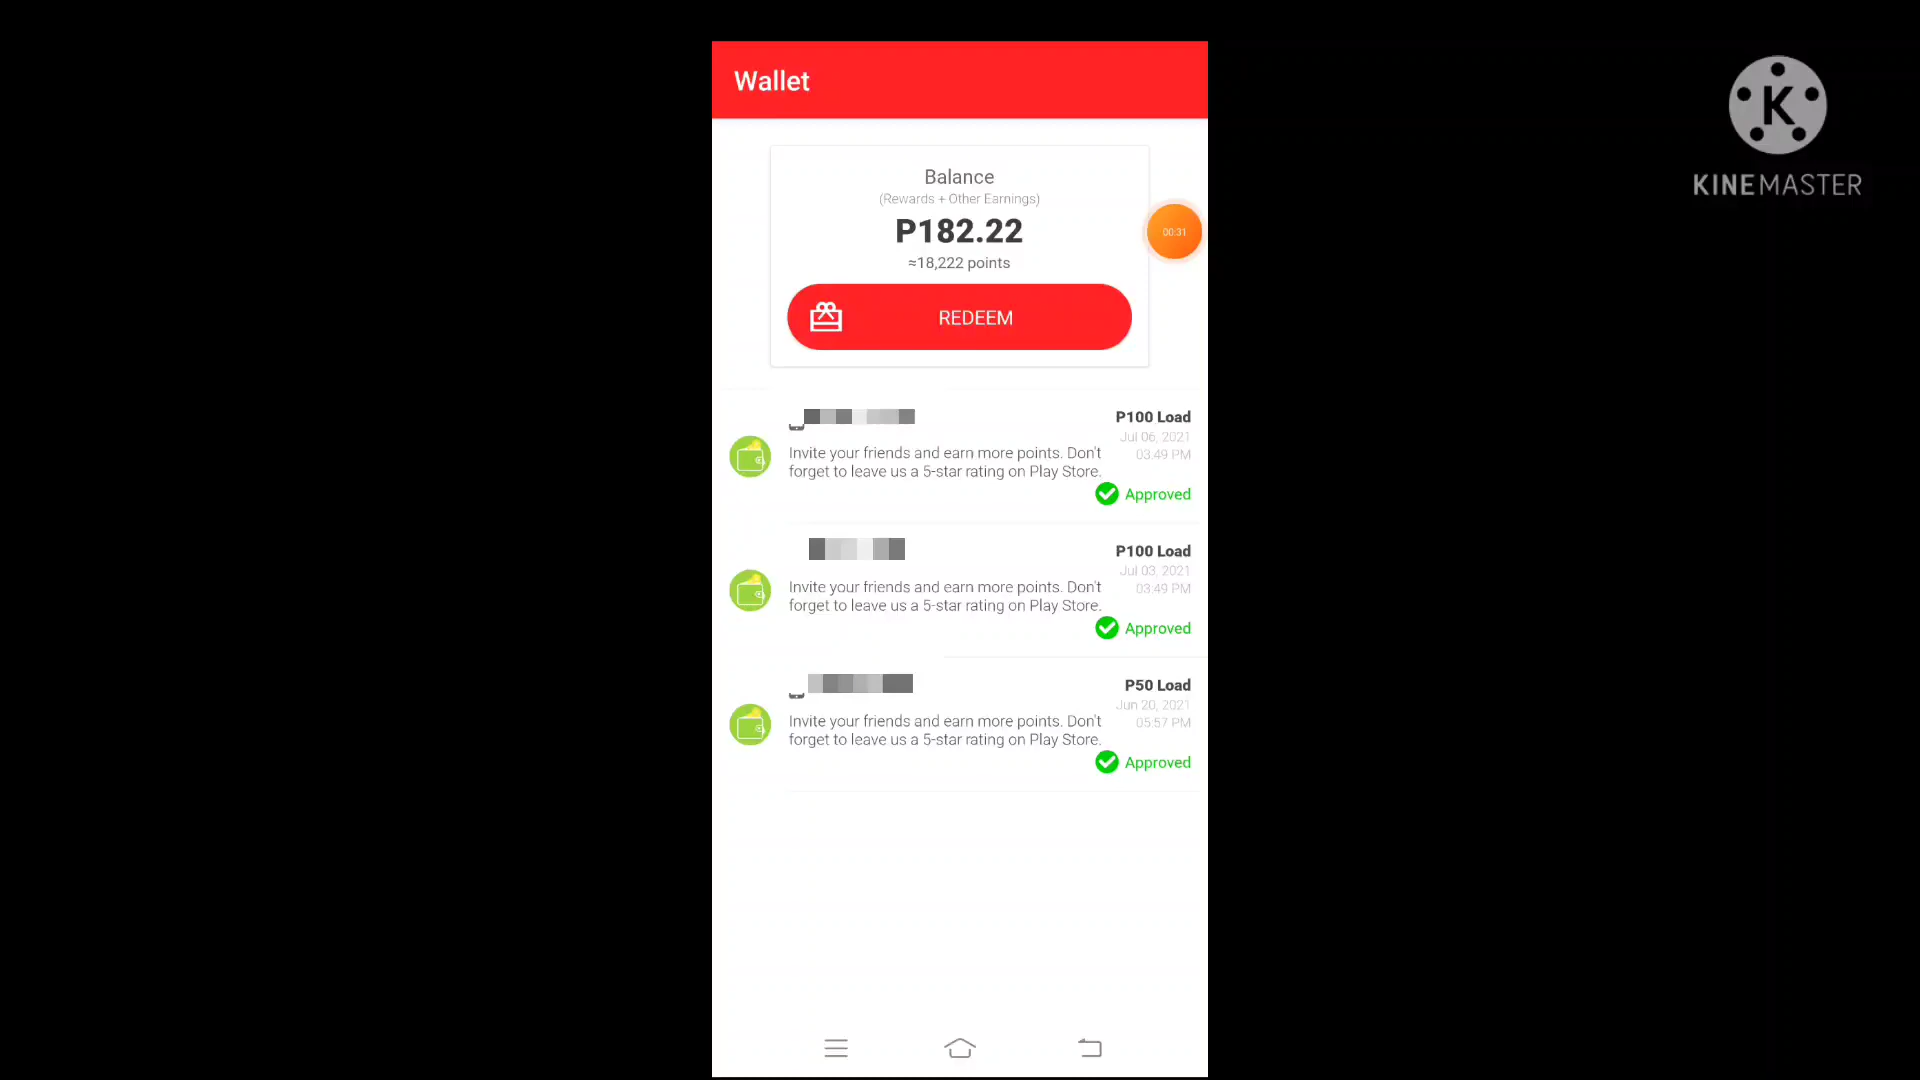 Wallet
K
KINEMASTER
Balance
(Rewards + Other Earnings)
P182.22
≈18,222 points
00:31
REDEEM
P100 Load
Jul 06, 2021
03:49 PM
Invite your friends and earn more points. Don't
forget to leave us a 5-star rating on Play Store.
Approved
P100 Load
Jul 03, 2021
03:49 PM
Invite your friends and earn more points. Don't
forget to leave us a 5-star rating on Play Store.
Approved
P50 Load
Jun 20, 2021
05:57 PM
Invite your friends and earn more points. Don't
forget to leave us a 5-star rating on Play Store.
Approved